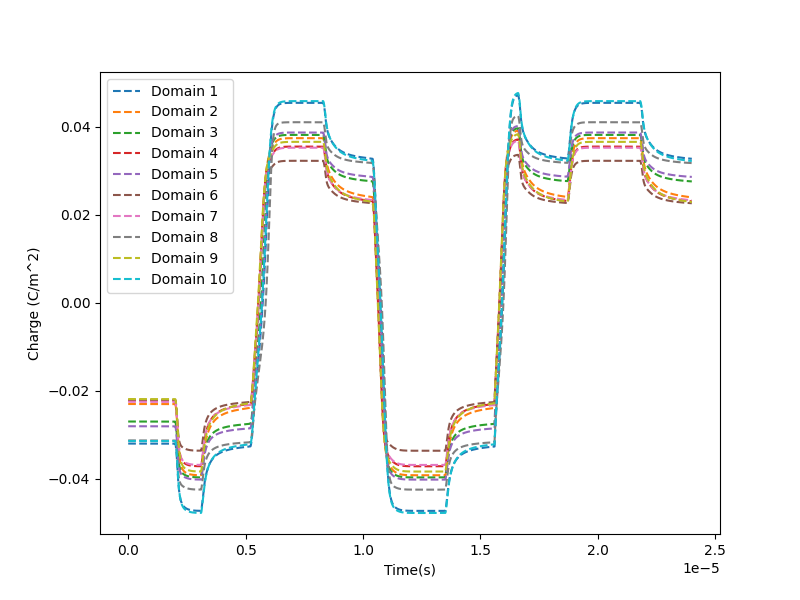 Domain 1
Domain 2
Domain 3
Domain 4
Domain 5
Domain 6
Domain 7
Domain 8
Domain 9
Domain 10
Charge (C/m^2)
0.04
0.02
0.00
−0.02
−0.04
0.0 0.5 1.0 1.5 2.0 2.5
1e−5
Time(s)